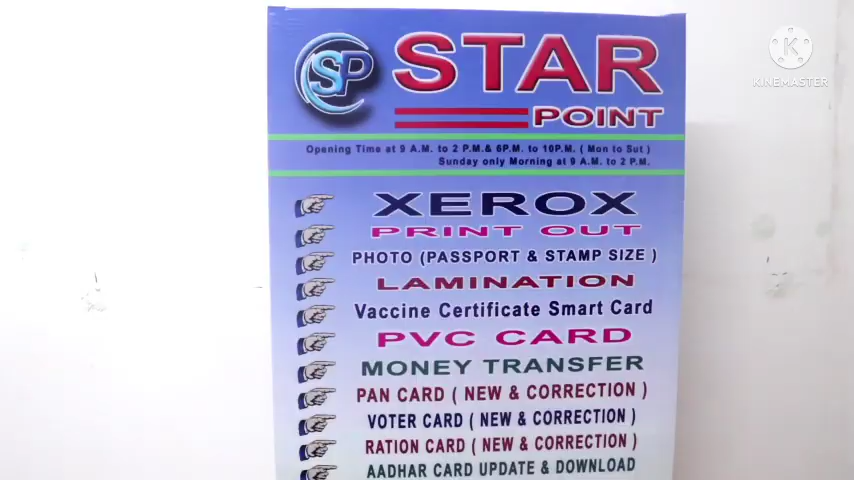 SP
STAR
POINT
Opening Time at 9 A.M. to 2 P.M.& 6P.M. to 10P.M. ( Mon to Sut )
Sunday only Morning at 9 A.M. to 2 P.M.
XEROX
PRINT OUT
PHOTO (PASSPORT & STAMP SIZE )
LAMINATION
Vaccine Certificate Smart Card
PVC CARD
MONEY TRANSFER
PAN CARD ( NEW & CORRECTION )
VOTER CARD ( NEW & CORRECTION )
RATION CARD ( NEW & CORRECTION )
AADHAR CARD UPDATE & DOWNLOAD
K
KINEMASTER